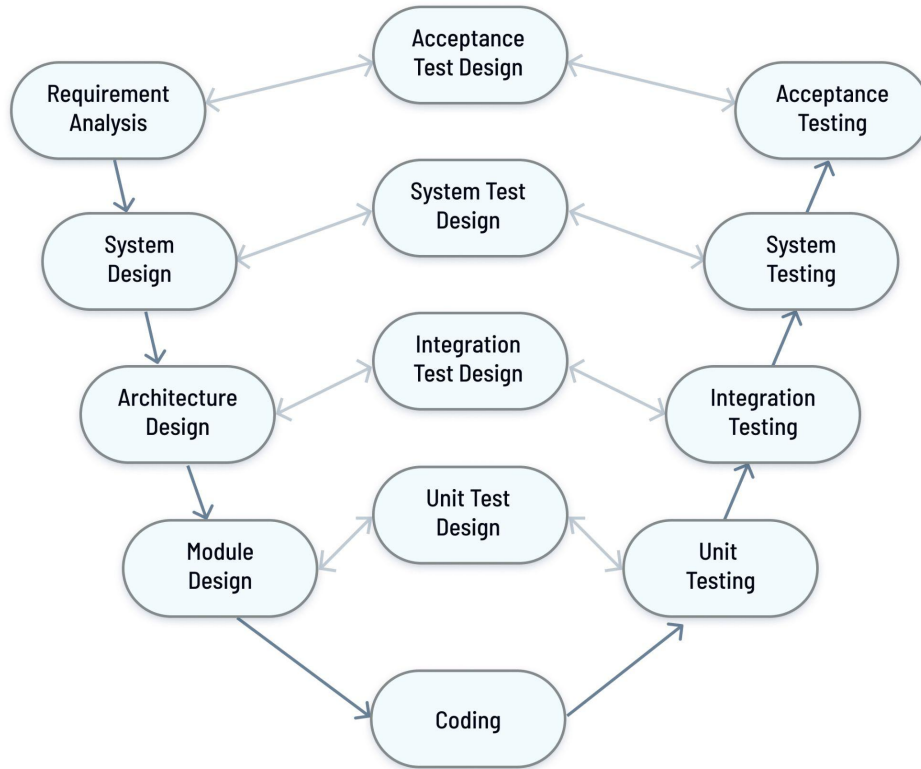 Acceptance
Test Design
Requirement
Analysis
Acceptance
Testing
System Test
Design
System
Design
System
Testing
Integration
Test Design
Architecture
Design
Integration
Testing
Unit Test
Design
Module
Design
Unit
Testing
Coding